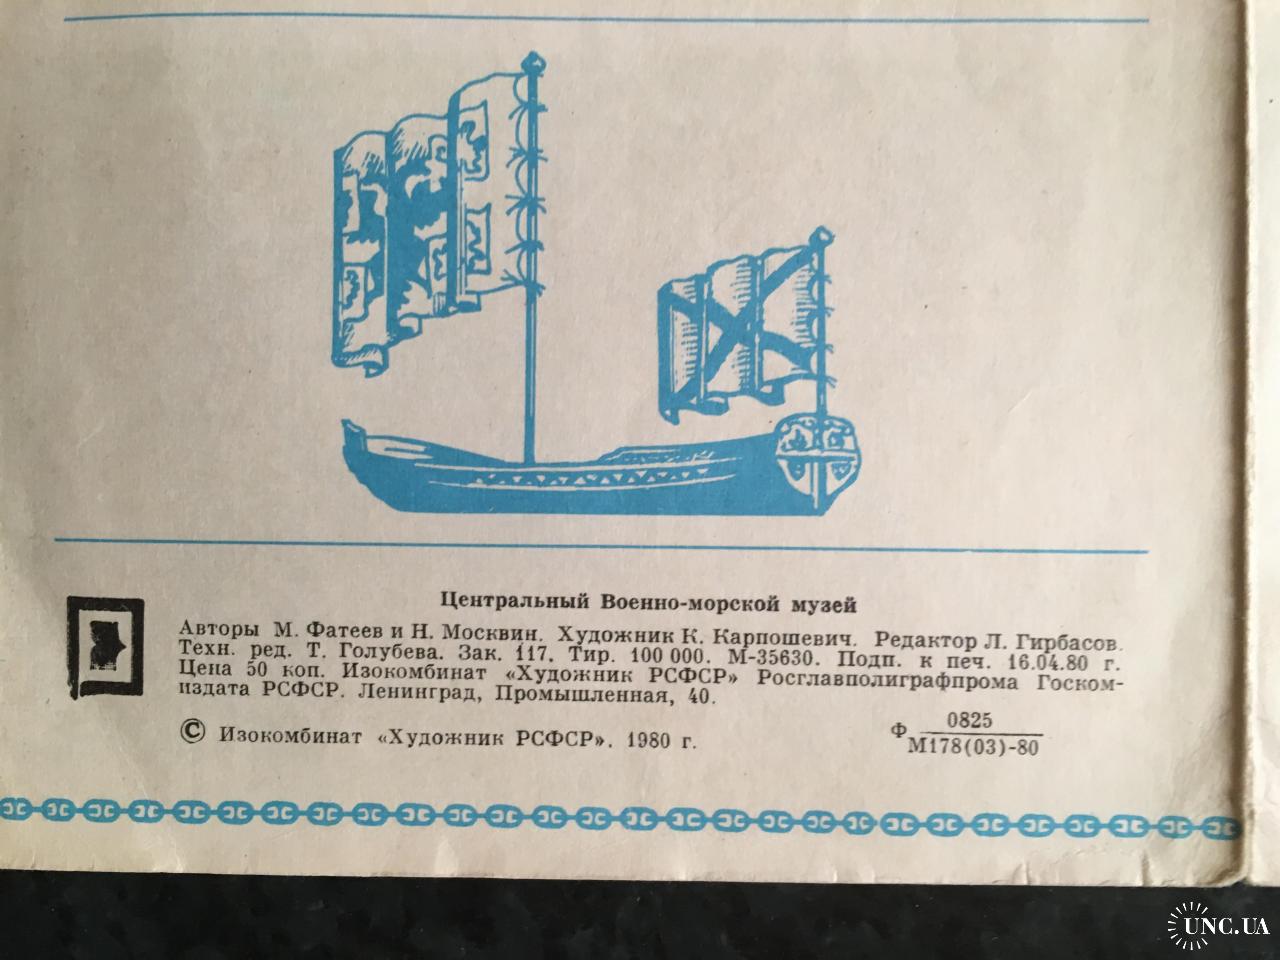 Центральный Военно-морской музей
Авторы М. Фатеев и Н. Москвин. Художник К. Карпошевич. Редактор Л. Гирбасов.
Техн. ред. Т. Голубева. Зак. 117. Тир. 100 000. М-35630. Подп. к печ. 16.04.80 г.
Цена 50 коп. Изокомбинат «Художник РСФСР» Росглавполиграфпрома Госком-
издата РСФСР. Ленинград, Промышленная, 40.
© Изокомбинат «Художник РСФСР». 1980 г.
Ф 0825
М178(03)-80
UNC.UA